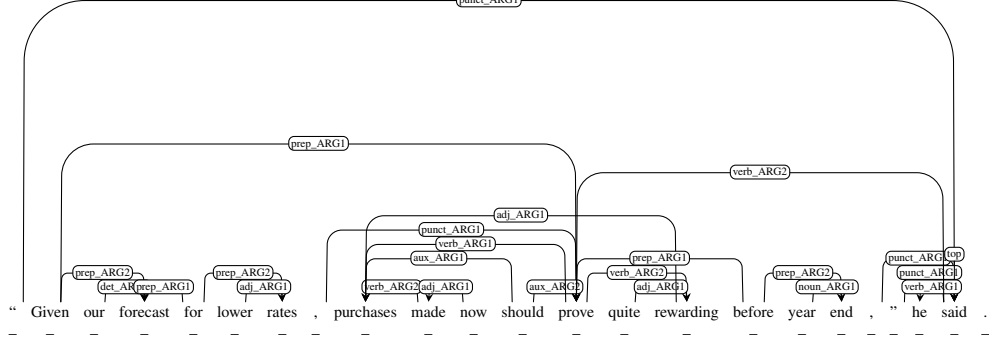 punct_ARG1
prep_ARG1
verb_ARG2
adj_ARG1
punct_ARG1
verb_ARG1
aux_ARG1 prep_ARG1 punct_ARG1 top
prep_ARG2 prep_ARG2 verb_ARG2 prep_ARG2 punct_ARG1
det_AR prep_ARG1 adj_ARG1 verb_ARG2 adj_ARG1 aux_ARG2 adj_ARG1 noun_ARG1 verb_ARG1
“ Given our forecast for lower rates , purchases made now should prove quite rewarding before year end , ” he said .
_ _ _ _ _ _ _ _ _ _ _ _ _ _ _ _ _ _ _ _ _ _ _